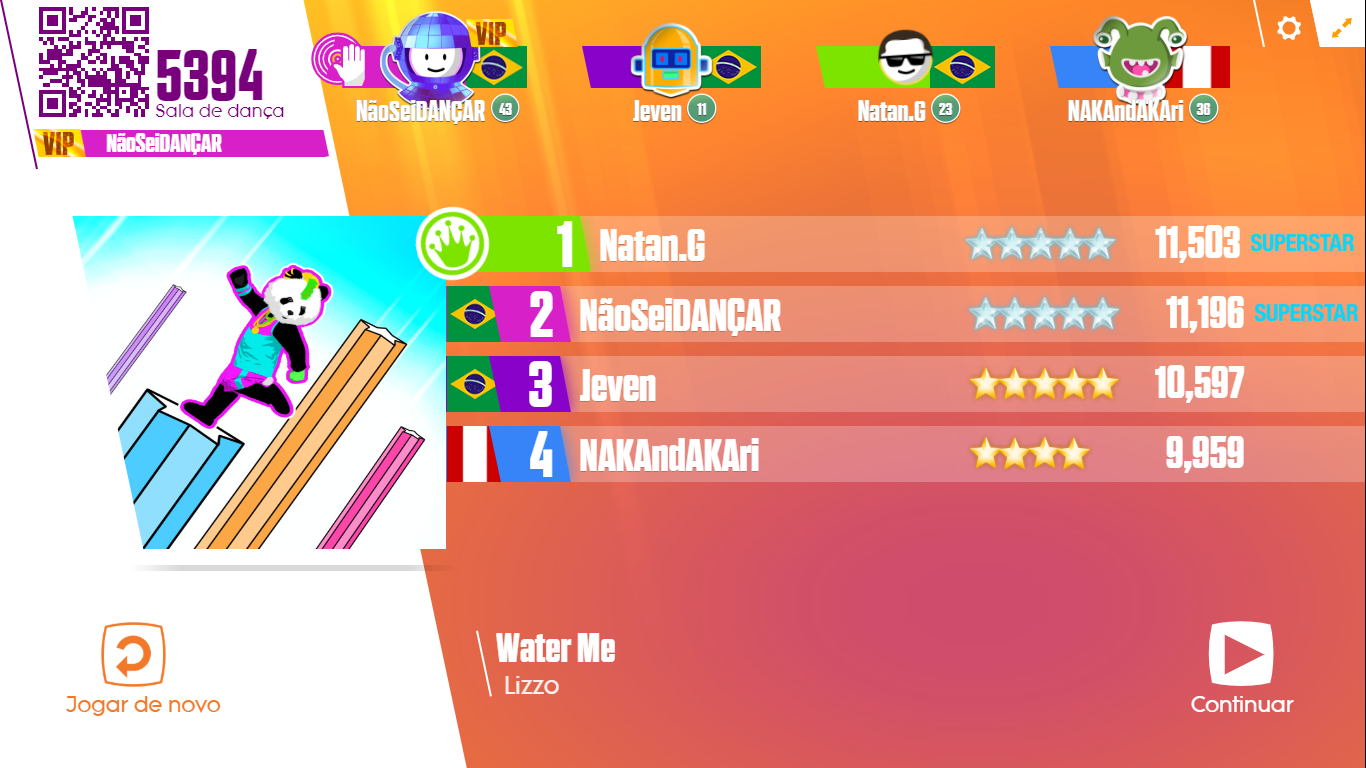 5394
Sala de dança
VIP NãoSeiDANÇAR
VIP
NãoSeiDANÇAR 43
Jeven 11
Natan.G 23
NAKAndAKAri 36
1 Natan.G 11,503 SUPERSTAR
2 NãoSeiDANÇAR 11,196 SUPERSTAR
3 Jeven 10,597
4 NAKAndAKAri 9,959
Water Me
Lizzo
Jogar de novo
Continuar